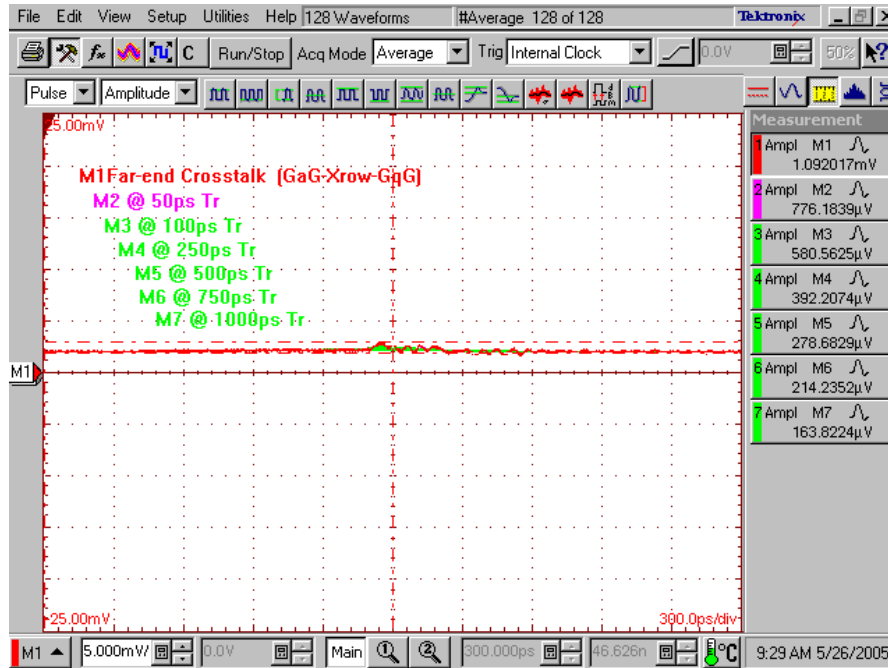 File Edit View Setup Utilities Help 128 Waveforms #Average 128 of 128 Tektronix
C Run/Stop Acq Mode Average Trig Internal Clock 0.0V 50%
Pulse Amplitude
25.00mV
M1Far-end Crosstalk (GaG-Xrow-GqG)
M2 @ 50ps Tr
M3 @ 100ps Tr
M4 @ 250ps Tr
M5 @ 500ps Tr
M6 @ 750ps Tr
M7 @ 1000ps Tr
M1
-25.00mV 300.0ps/div
Measurement
1 Ampl M1
1.092017mV
2 Ampl M2
776.1839µV
3 Ampl M3
580.5625µV
4 Ampl M4
392.2074µV
5 Ampl M5
278.6829µV
6 Ampl M6
214.2352µV
7 Ampl M7
163.8224µV
M1 5.000mV/ 0.0V Main 1 2 300.000ps 46.626n °C 9:29 AM 5/26/2005